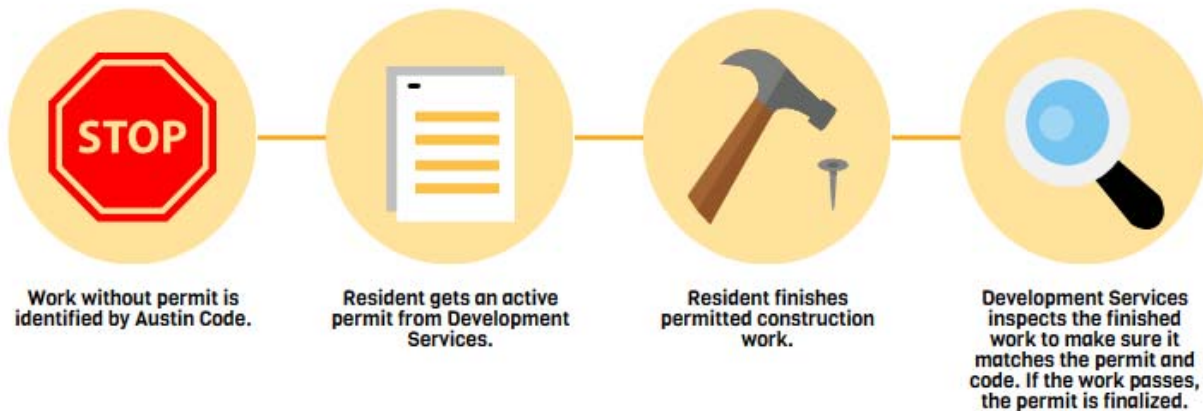 STOP
Work without permit is
identified by Austin Code.
Resident gets an active
permit from Development
Services.
Resident finishes
permitted construction
work.
Development Services
inspects the finished
work to make sure it
matches the permit and
code. If the work passes,
the permit is finalized.